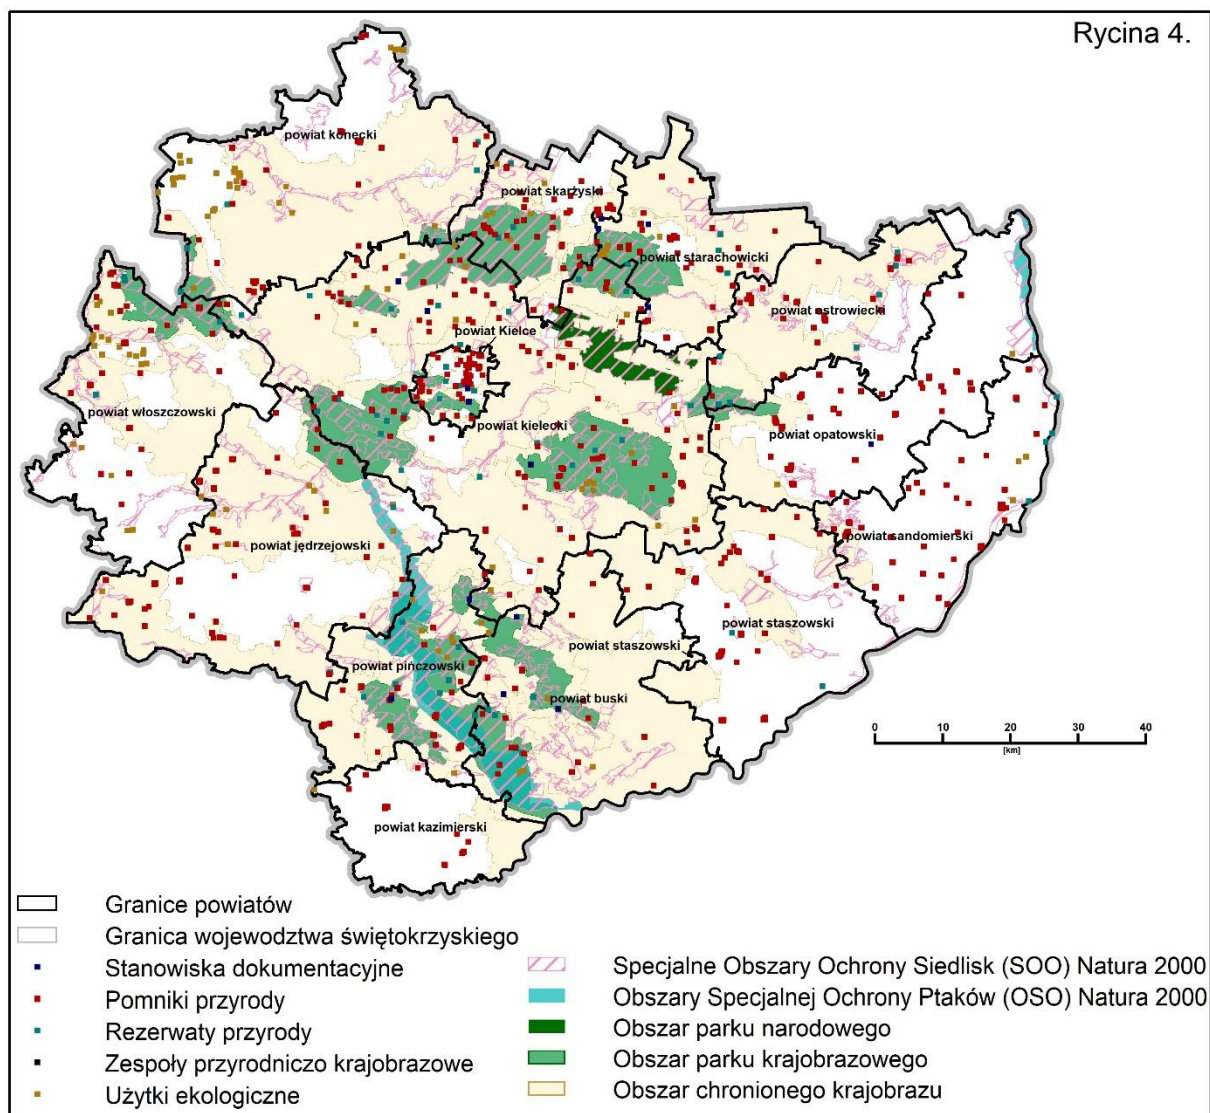 Rycina 4.
powiat konecki
powiat skarżyski
powiat starachowicki
powiat ostrowiecki
powiat Kielce
powiat włoszczowski
powiat kielecki
powiat opatowski
powiat jędrzejowski
powiat sandomierski
powiat staszowski
powiat staszowski
powiat pińczowski
powiat buski
0 10 20 30 40
[km]
powiat kazimierski
Granice powiatów
Granica wojewodztwa świętokrzyskiego
Stanowiska dokumentacyjne
Pomniki przyrody
Rezerwaty przyrody
Zespoły przyrodniczo krajobrazowe
Użytki ekologiczne
Specjalne Obszary Ochrony Siedlisk (SOO) Natura 2000
Obszary Specjalnej Ochrony Ptaków (OSO) Natura 2000
Obszar parku narodowego
Obszar parku krajobrazowego
Obszar chronionego krajobrazu